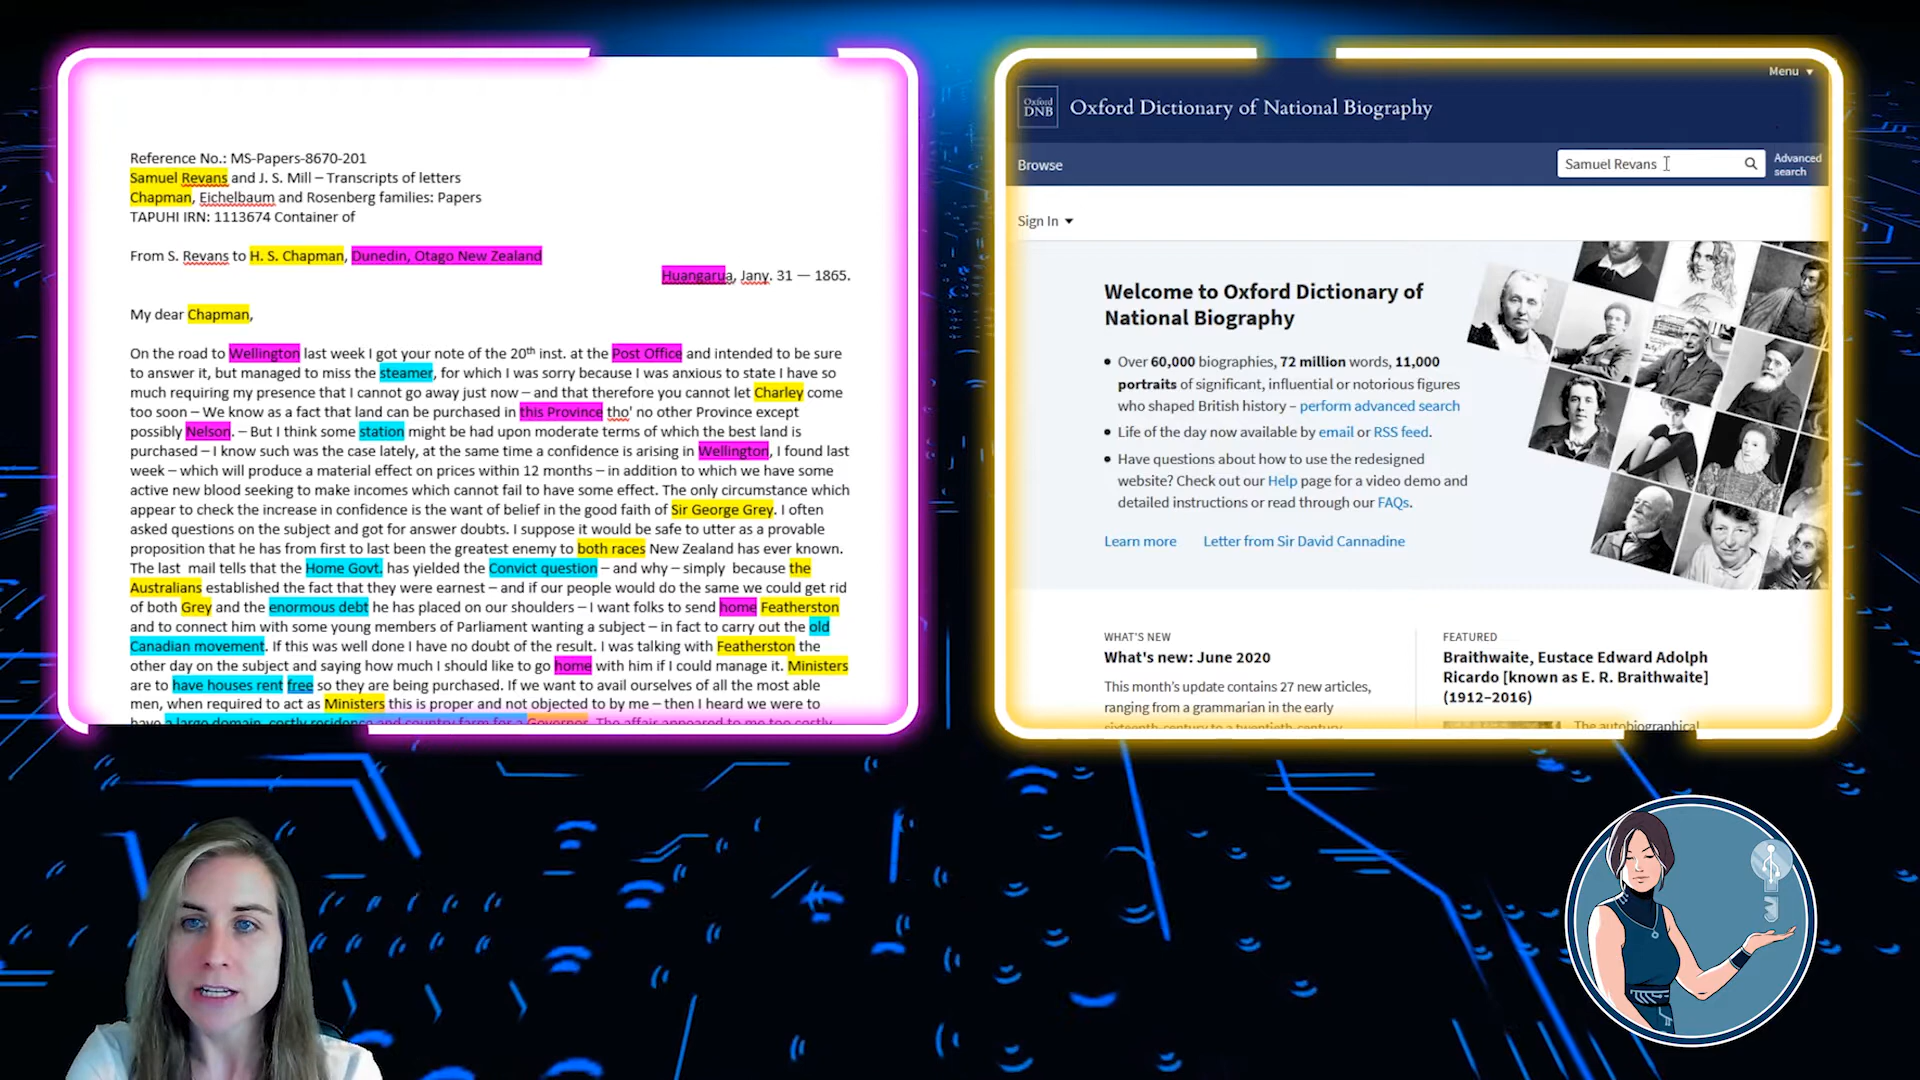 Reference No.: MS-Papers-8670-201
Samuel Revans and J. S. Mill – Transcripts of letters
Chapman, Eichelbaum and Rosenberg families: Papers
TAPUHI IRN: 1113674 Container of
From S. Revans to H. S. Chapman, Dunedin, Otago New Zealand
Huangarua, Jany. 31 — 1865.
My dear Chapman,
On the road to Wellington last week I got your note of the 20th inst. at the Post Office and intended to be sure
to answer it, but managed to miss the steamer, for which I was sorry because I was anxious to state I have so
much requiring my presence that I cannot go away just now – and that therefore you cannot let Charley come
too soon – We know as a fact that land can be purchased in this Province tho' no other Province except
possibly Nelson. – But I think some station might be had upon moderate terms of which the best land is
purchased – I know such was the case lately, at the same time a confidence is arising in Wellington, I found last
week – which will produce a material effect on prices within 12 months – in addition to which we have some
active new blood seeking to make incomes which cannot fail to have some effect. The only circumstance which
appear to check the increase in confidence is the want of belief in the good faith of Sir George Grey. I often
asked questions on the subject and got for answer doubts. I suppose it would be safe to utter as a provable
proposition that he has from first to last been the greatest enemy to both races New Zealand has ever known.
The last mail tells that the Home Govt. has yielded the Convict question – and why – simply because the
Australians established the fact that they were earnest – and if our people would do the same we could get rid
of both Grey and the enormous debt he has placed on our shoulders – I want folks to send home Featherston
and to connect him with some young members of Parliament wanting a subject – in fact to carry out the old
Canadian movement. If this was well done I have no doubt of the result. I was talking with Featherston the
other day on the subject and saying how much I should like to go home with him if I could manage it. Ministers
are to have houses rent free so they are being purchased. If we want to avail ourselves of all the most able
men, when required to act as Ministers this is proper and not objected to by me – then I heard we were to
have a large domain, costly residence and country farm for a Governor. The affair appeared to me too costly
Menu
Oxford
DNB
Oxford Dictionary of National Biography
Browse
Samuel Revans
Advanced
search
Sign In
Welcome to Oxford Dictionary of
National Biography
• Over 60,000 biographies, 72 million words, 11,000
portraits of significant, influential or notorious figures
who shaped British history – perform advanced search
• Life of the day now available by email or RSS feed.
• Have questions about how to use the redesigned
website? Check out our Help page for a video demo and
detailed instructions or read through our FAQs.
Learn more
Letter from Sir David Cannadine
WHAT'S NEW
What's new: June 2020
This month's update contains 27 new articles,
ranging from a grammarian in the early
sixteenth-century to a twentieth-century
FEATURED
Braithwaite, Eustace Edward Adolph
Ricardo [known as E. R. Braithwaite]
(1912–2016)
The autobiographical